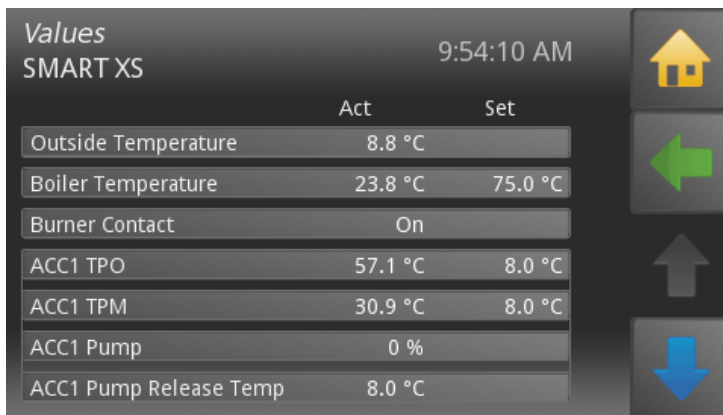 Values
SMART XS
9:54:10 AM
Act Set
Outside Temperature 8.8 °C
Boiler Temperature 23.8 °C 75.0 °C
Burner Contact On
ACC1 TPO 57.1 °C 8.0 °C
ACC1 TPM 30.9 °C 8.0 °C
ACC1 Pump 0 %
ACC1 Pump Release Temp 8.0 °C